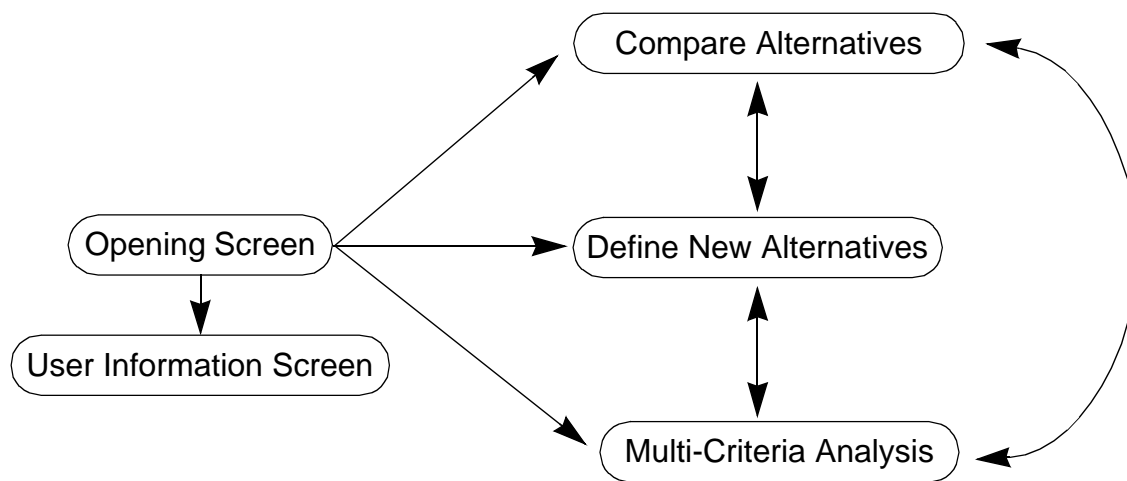 Compare Alternatives
Opening Screen
Define New Alternatives
User Information Screen
Multi-Criteria Analysis